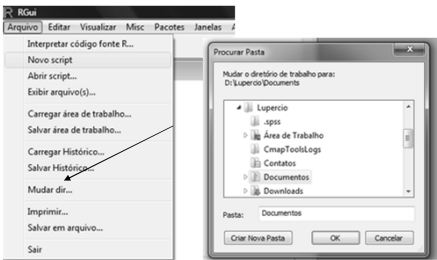 RGui
Arquivo Editar Visualizar Misc Pacotes Janelas
Interpretar código fonte R...
Novo script
Abrir script...
Exibir arquivo(s)...
Carregar área de trabalho...
Salvar área de trabalho...
Carregar Histórico...
Salvar Histórico...
Mudar dir...
Imprimir...
Salvar em arquivo...
Sair
Procurar Pasta
Mudar o diretório de trabalho para:
D:\Lupercio\Documents
Lupercio
.spss
Área de Trabalho
CmapToolsLogs
Contatos
Documentos
Downloads
Pasta: Documentos
Criar Nova Pasta OK Cancelar